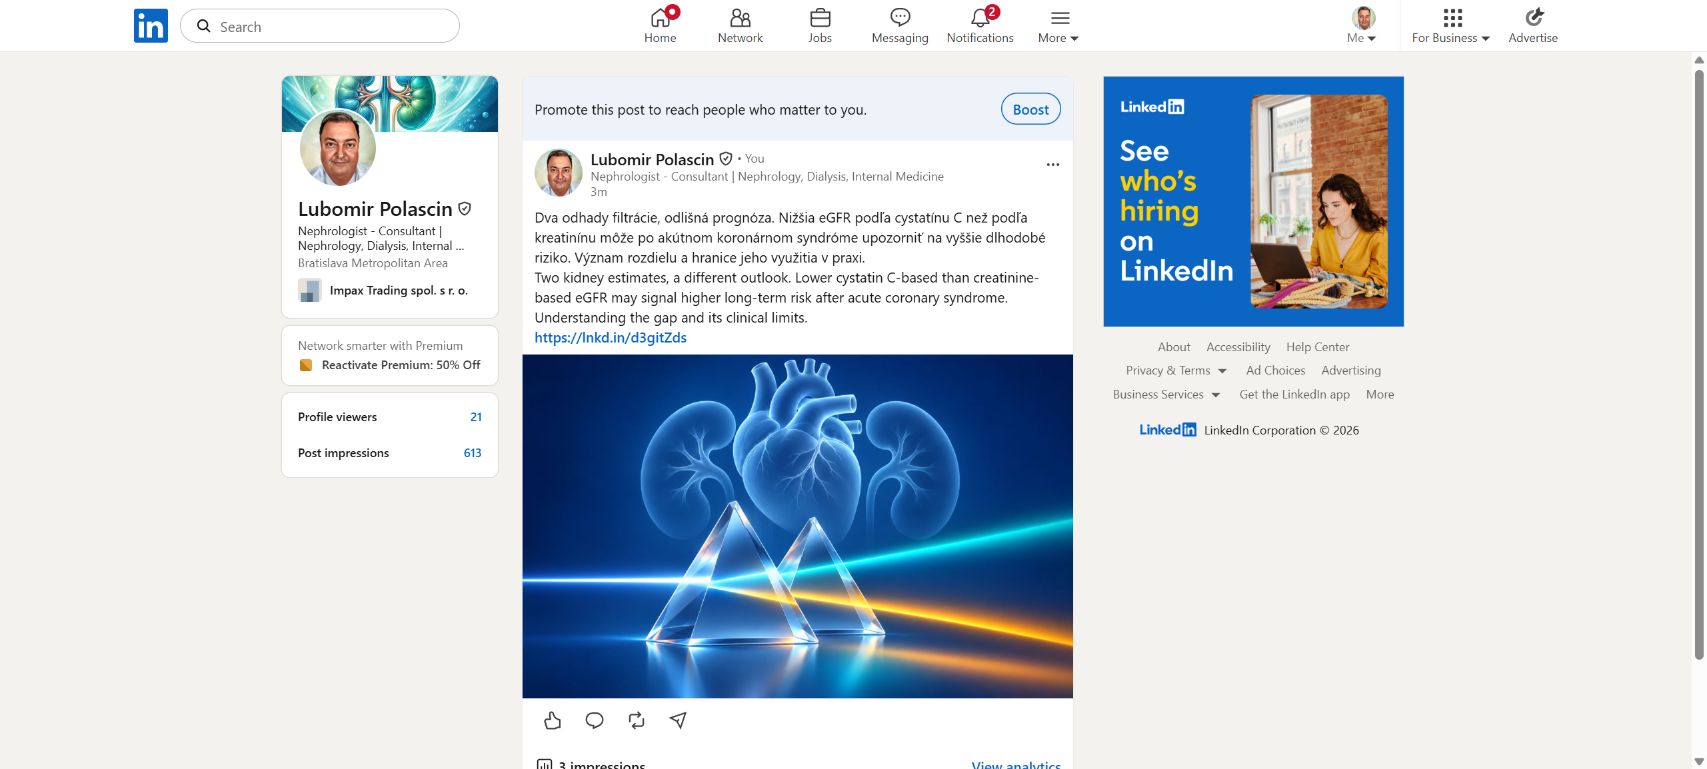 in
Search
Home
Network
Jobs
Messaging
2
Notifications
More
Me
For Business
Advertise
Lubomir Polascin
Nephrologist - Consultant |
Nephrology, Dialysis, Internal ...
Bratislava Metropolitan Area
Impax Trading spol. s r. o.
Network smarter with Premium
Reactivate Premium: 50% Off
Profile viewers 21
Post impressions 613
Promote this post to reach people who matter to you.
Boost
Lubomir Polascin • You
Nephrologist - Consultant | Nephrology, Dialysis, Internal Medicine
3m
Dva odhady filtrácie, odlišná prognóza. Nižšia eGFR podľa cystatínu C než podľa
kreatinínu môže po akútnom koronárnom syndróme upozorniť na vyššie dlhodobé
riziko. Význam rozdielu a hranice jeho využitia v praxi.
Two kidney estimates, a different outlook. Lower cystatin C-based than creatinine-
based eGFR may signal higher long-term risk after acute coronary syndrome.
Understanding the gap and its clinical limits.
https://lnkd.in/d3gitZds
3 impressions
View analytics
Linkedin
See
who's
hiring
on
LinkedIn
About Accessibility Help Center
Privacy & Terms Ad Choices Advertising
Business Services Get the LinkedIn app More
Linkedin LinkedIn Corporation © 2026